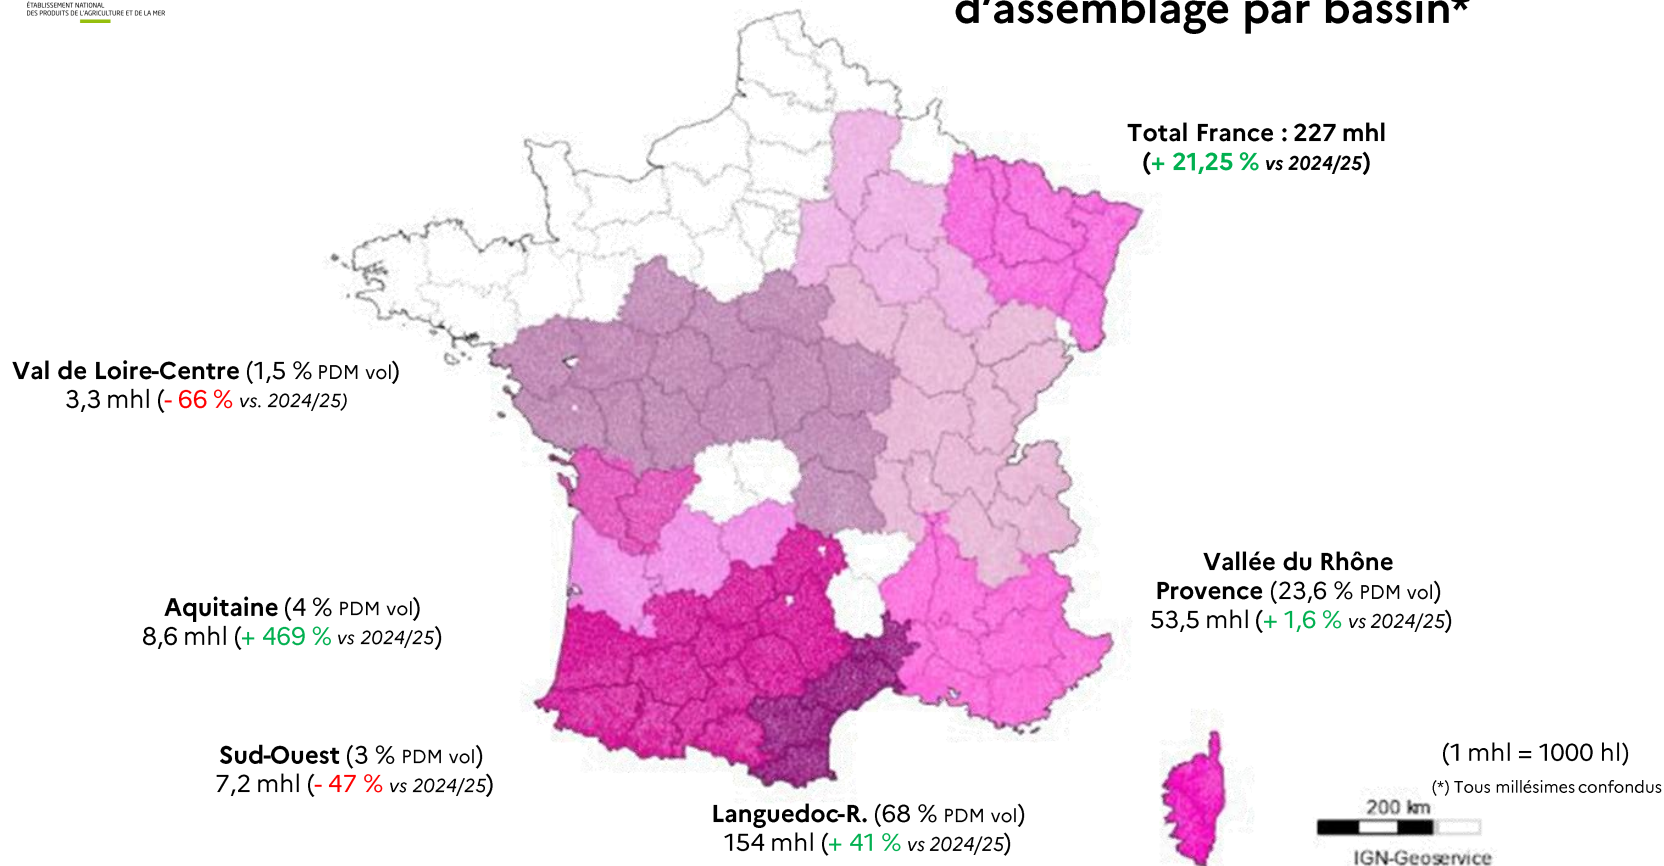 ÉTABLISSEMENT NATIONAL
DES PRODUITS DE L'AGRICULTURE ET DE LA MER
d'assemblage par bassin*
Total France : 227 mhl
(+ 21,25 % vs 2024/25)
Val de Loire-Centre (1,5 % PDM vol)
3,3 mhl (- 66 % vs. 2024/25)
Vallée du Rhône
Provence (23,6 % PDM vol)
53,5 mhl (+ 1,6 % vs 2024/25)
Aquitaine (4 % PDM vol)
8,6 mhl (+ 469 % vs 2024/25)
Sud-Ouest (3 % PDM vol)
7,2 mhl (- 47 % vs 2024/25)
Languedoc-R. (68 % PDM vol)
154 mhl (+ 41 % vs 2024/25)
(1 mhl = 1000 hl)
(*) Tous millésimes confondus
200 km
IGN-Geoservice